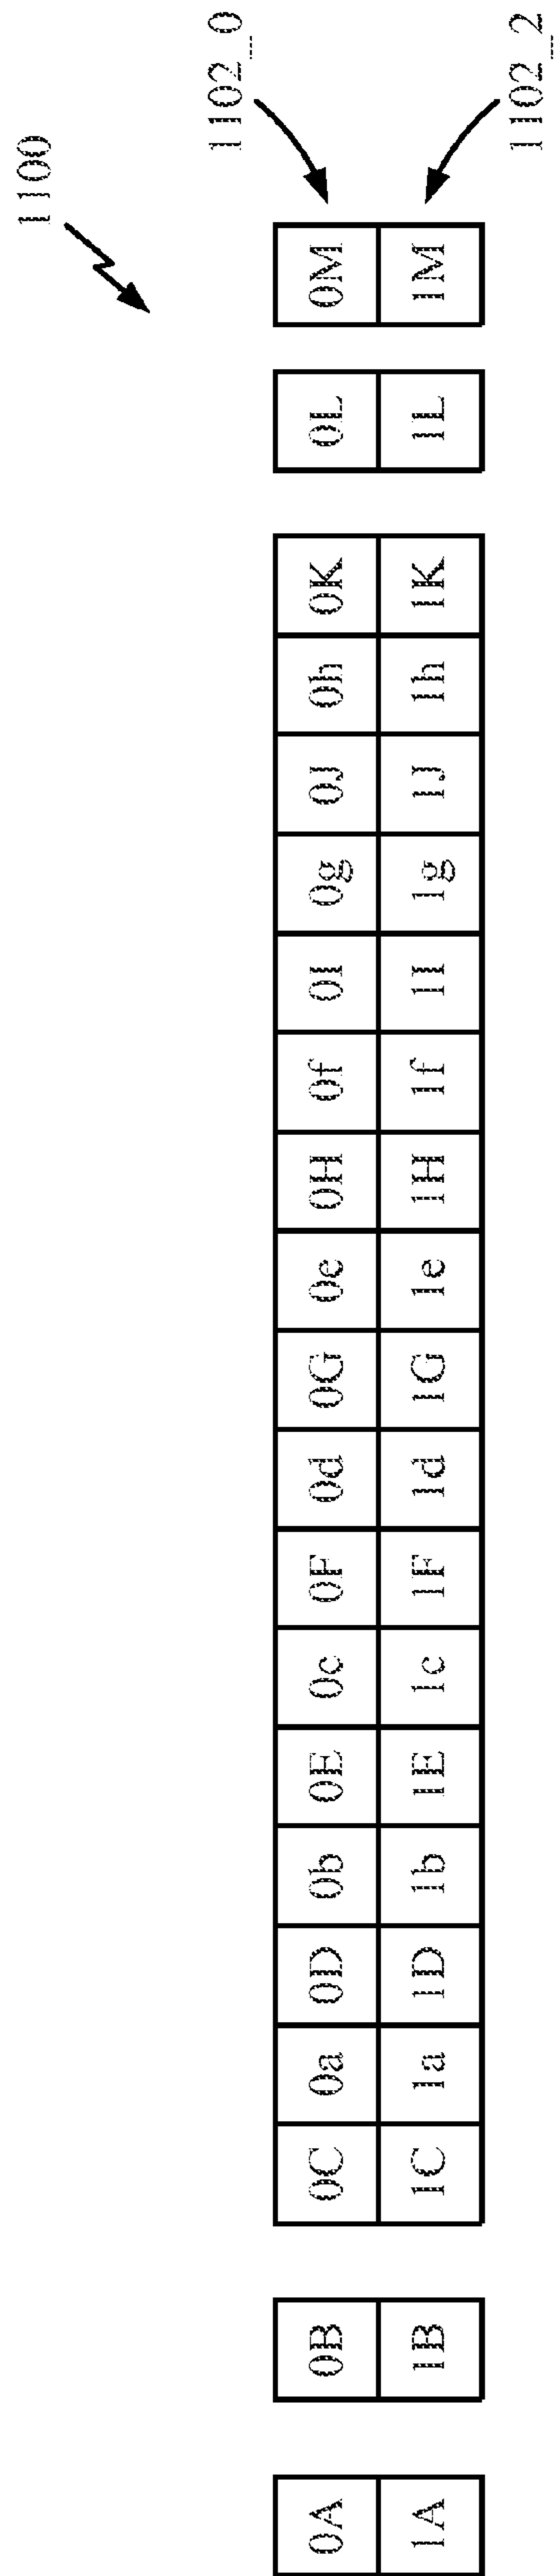 1100
1102_0
0A 0B 0C 0a 0D 0b 0E 0c 0F 0d 0G 0e 0H 0f 0I 0g 0J 0h 0K 0L 0M
1A 1B 1C 1a 1D 1b 1E 1c 1F 1d 1G 1e 1H 1f 1I 1g 1J 1h 1K 1L 1M
1102_2